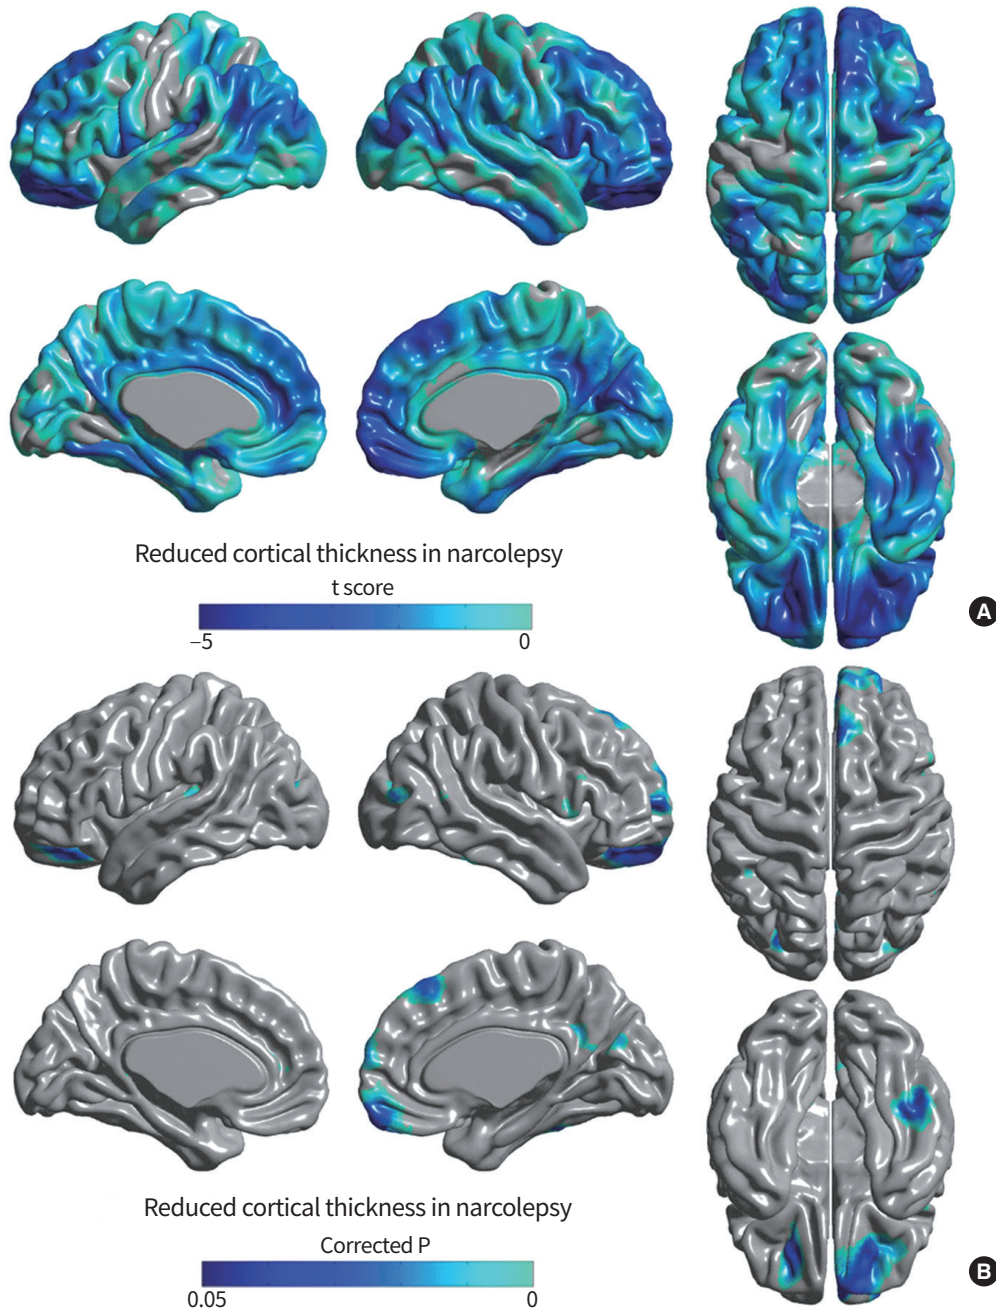 Reduced cortical thickness in narcolepsy
t score
−5 0
A
Reduced cortical thickness in narcolepsy
Corrected P
0.05 0
B